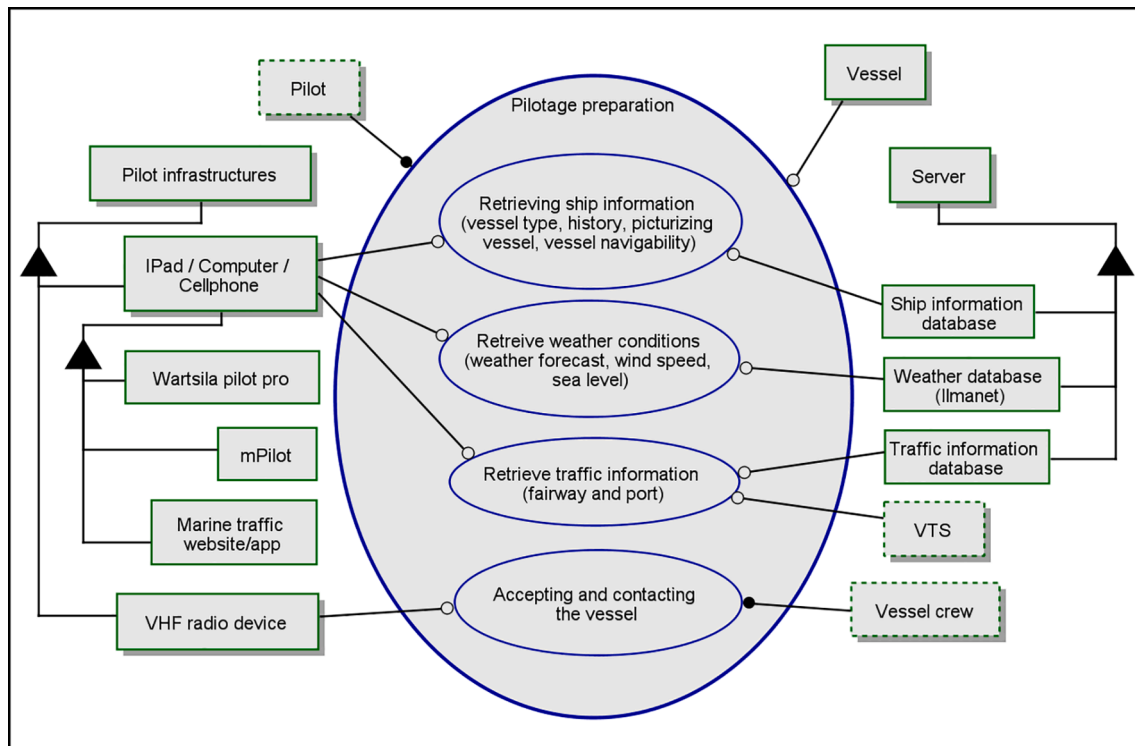 Pilot
Pilotage preparation
Vessel
Pilot infrastructures
Server
Retrieving ship information
(vessel type, history, picturizing
vessel, vessel navigability)
IPad / Computer /
Cellphone
Ship information
database
Retreive weather conditions
(weather forecast, wind speed,
sea level)
Wartsila pilot pro
Weather database
(Ilmanet)
mPilot
Retrieve traffic information
(fairway and port)
Traffic information
database
Marine traffic
website/app
VTS
Accepting and contacting
the vessel
VHF radio device
Vessel crew